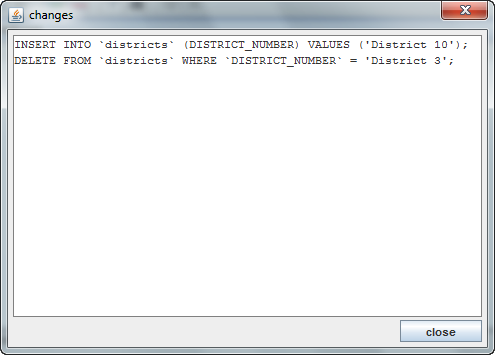 changes
INSERT INTO `districts` (DISTRICT_NUMBER) VALUES ('District 10');
DELETE FROM `districts` WHERE `DISTRICT_NUMBER` = 'District 3';
close